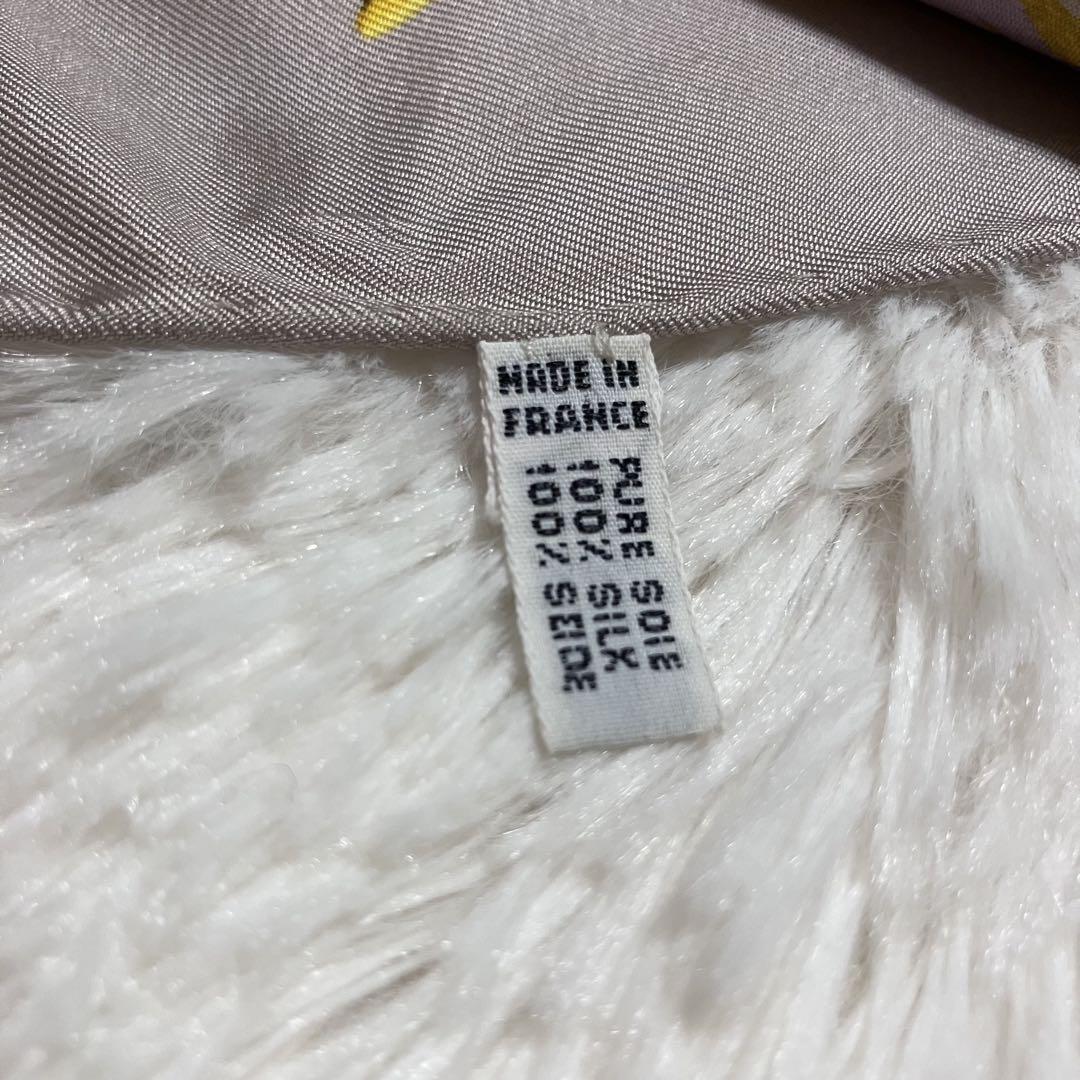 MADE IN
FRANCE
PURE SOIE
100% SILK
100% SEIDE